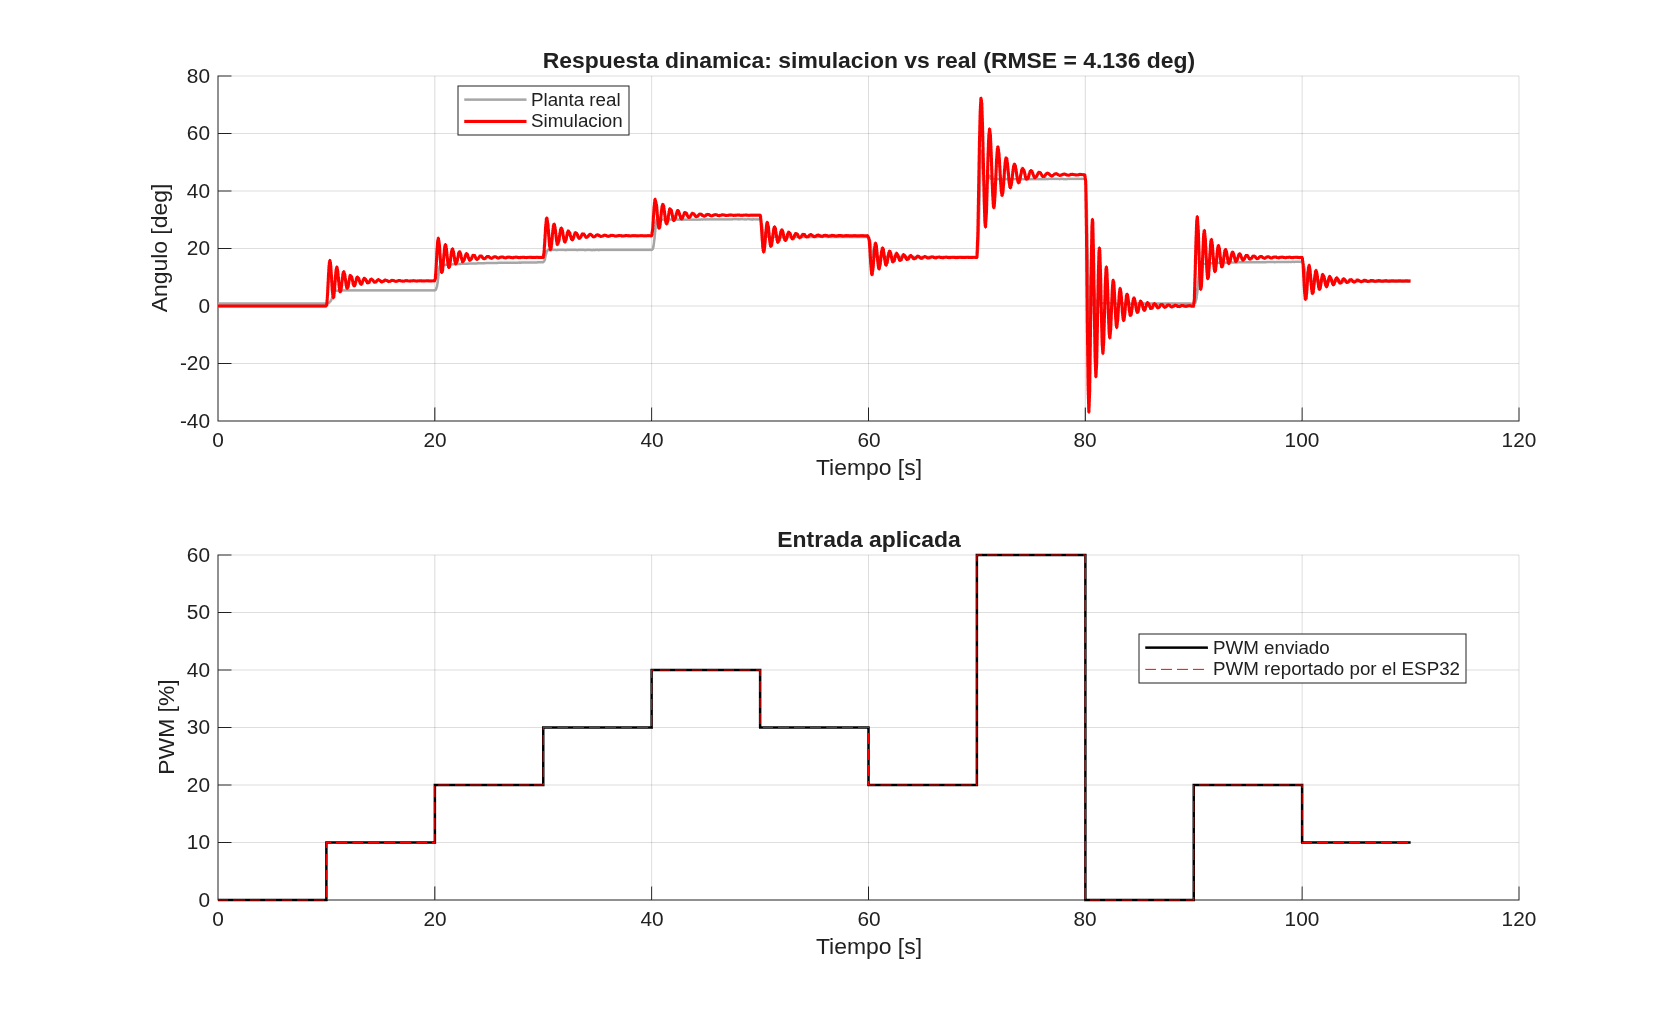 Respuesta dinamica: simulacion vs real (RMSE = 4.136 deg)
80
60
40
20
0
-20
-40
Angulo [deg]
Planta real
Simulacion
0 20 40 60 80 100 120
Tiempo [s]
Entrada aplicada
60
50
40
30
20
10
0
PWM [%]
PWM enviado
PWM reportado por el ESP32
0 20 40 60 80 100 120
Tiempo [s]